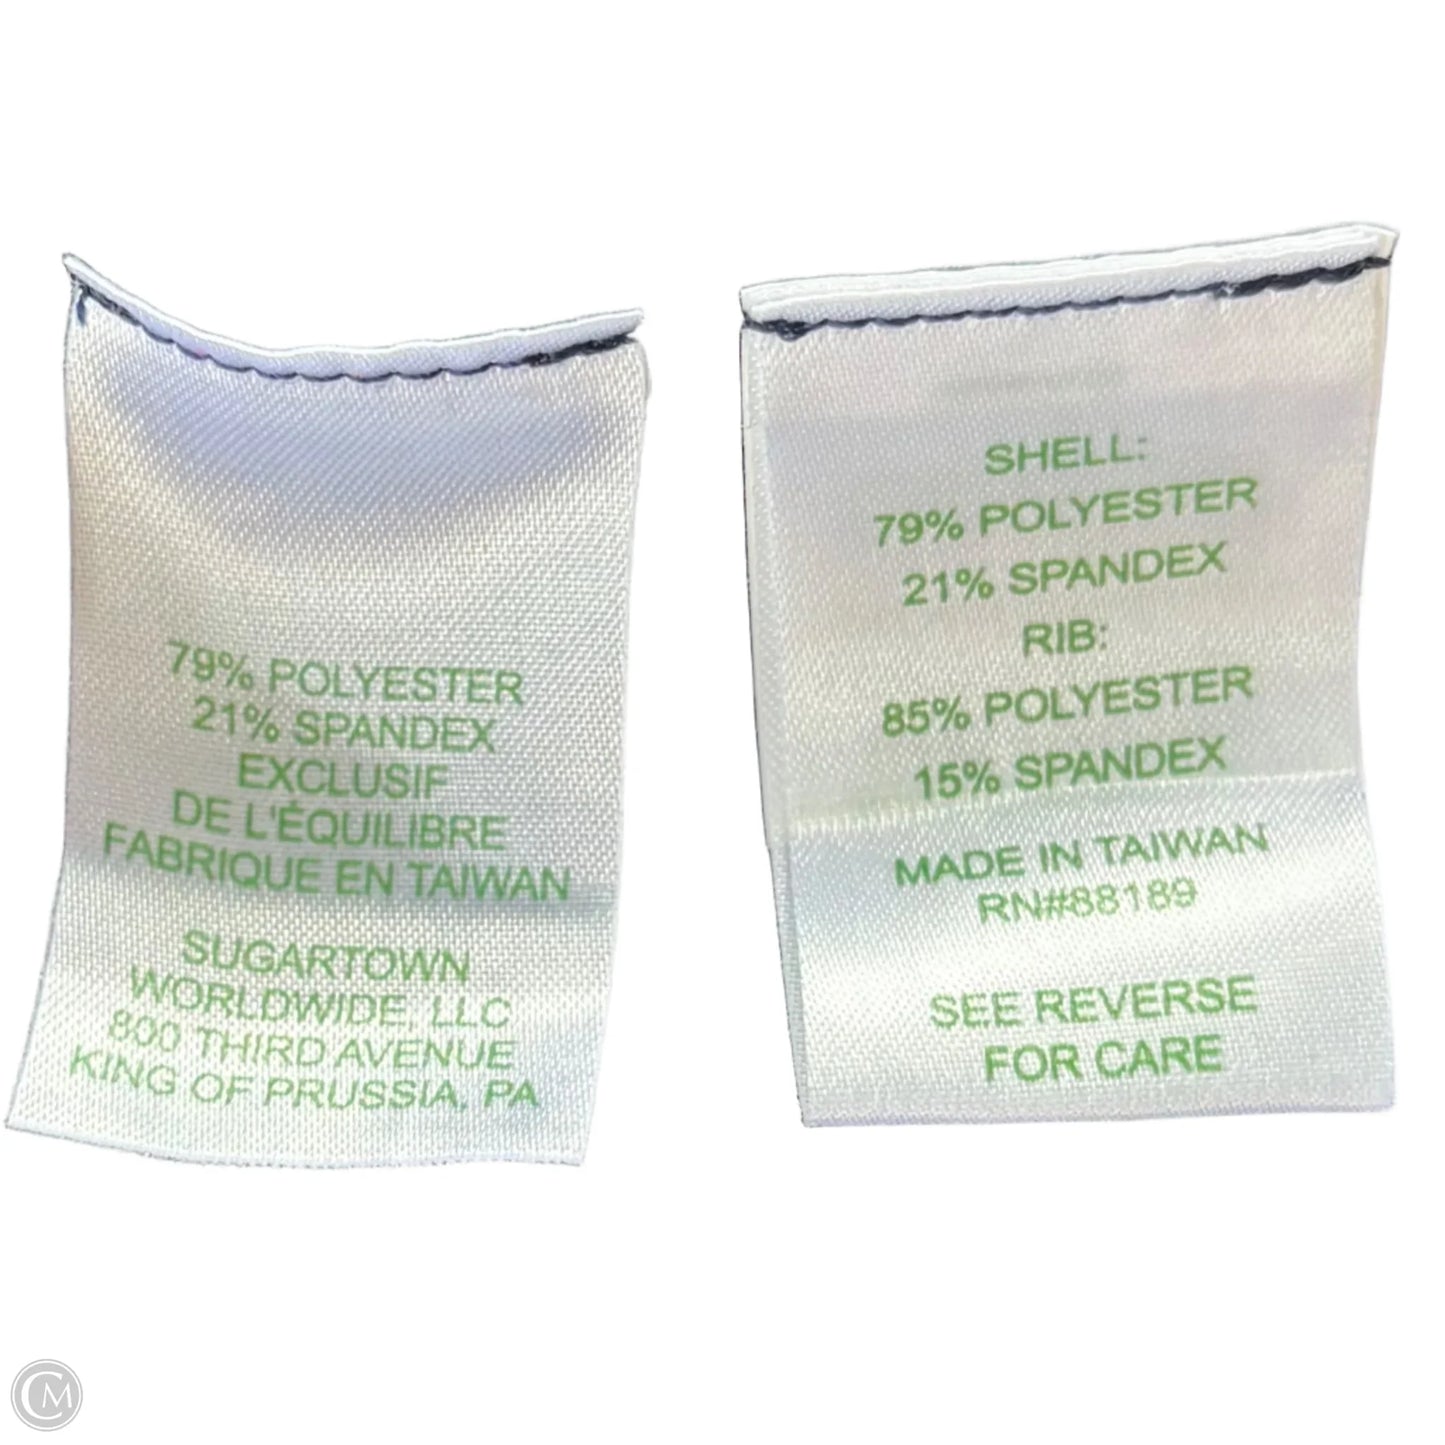 79% POLYESTER
21% SPANDEX
EXCLUSIF
DE L'ÉQUILIBRE
FABRIQUE EN TAIWAN
SUGARTOWN
WORLDWIDE, LLC
800 THIRD AVENUE
KING OF PRUSSIA, PA
SHELL:
79% POLYESTER
21% SPANDEX
RIB:
85% POLYESTER
15% SPANDEX
MADE IN TAIWAN
RN#88189
SEE REVERSE
FOR CARE
CM